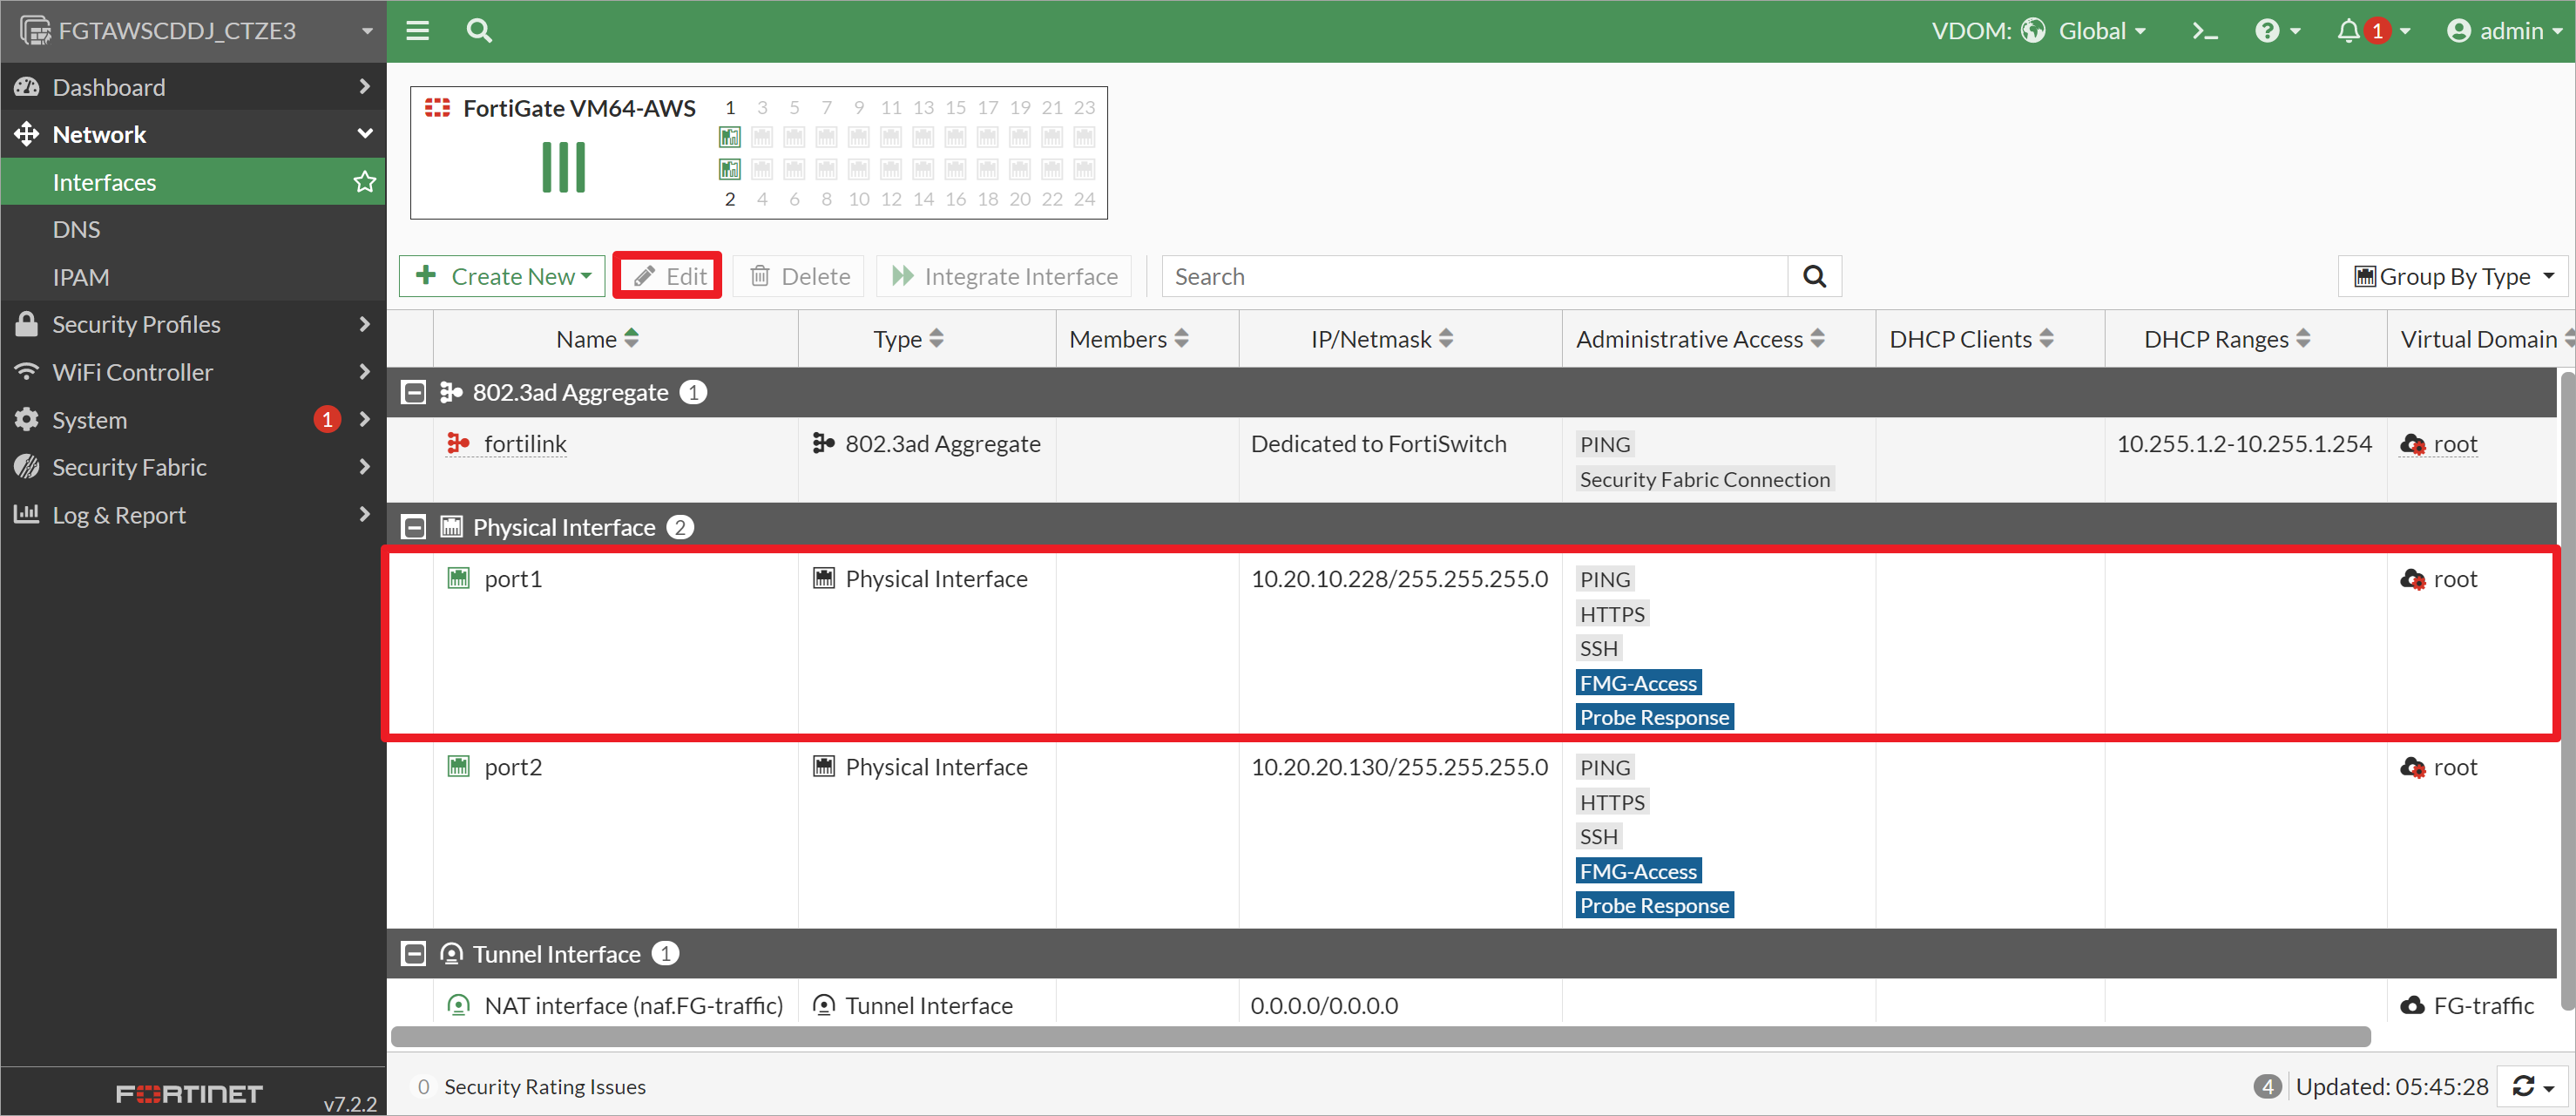 FGTAWSCDDJ_CTZE3
VDOM: Global
1
admin
Dashboard
Network
Interfaces
DNS
IPAM
Security Profiles
WiFi Controller
System 1
Security Fabric
Log & Report
FORTINET v7.2.2
FortiGate VM64-AWS
1 3 5 7 9 11 13 15 17 19 21 23
2 4 6 8 10 12 14 16 18 20 22 24
Create New Edit Delete Integrate Interface Search Group By Type
Name Type Members IP/Netmask Administrative Access DHCP Clients DHCP Ranges Virtual Domain
802.3ad Aggregate 1
fortilink 802.3ad Aggregate Dedicated to FortiSwitch PING 10.255.1.2-10.255.1.254 root
Security Fabric Connection
Physical Interface 2
port1 Physical Interface 10.20.10.228/255.255.255.0 PING root
HTTPS
SSH
FMG-Access
Probe Response
port2 Physical Interface 10.20.20.130/255.255.255.0 PING root
HTTPS
SSH
FMG-Access
Probe Response
Tunnel Interface 1
NAT interface (naf.FG-traffic) Tunnel Interface 0.0.0.0/0.0.0.0 FG-traffic
0 Security Rating Issues 4 Updated: 05:45:28